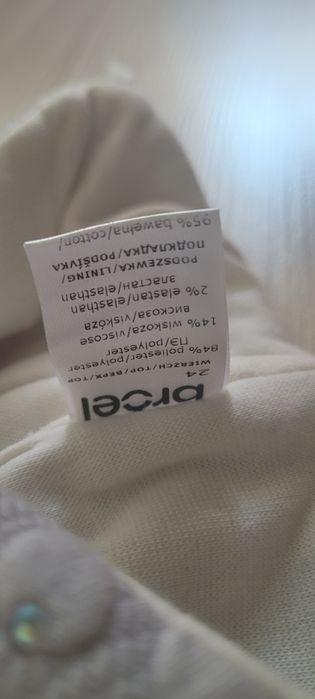 broel
24
WIERZCH/TOP/ВЕРХ/TOP
84% poliester/polyester
ПЭ/polyester
14% wiskoza/viscose
вискоза/viskóza
2% elastan/elasthan
эластан/elasthan
PODSZEWKA/LINING/
ПОДКЛАДКА/PODŠÍVKA
95% bawełna/cotton/